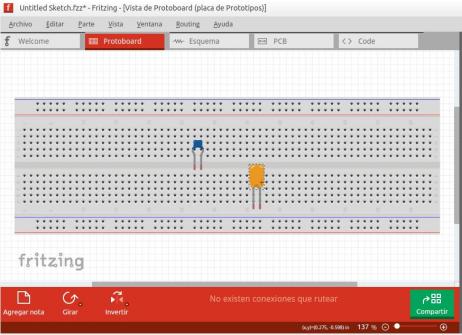 Untitled Sketch.fzz* - Fritzing - [Vista de Protoboard (placa de Prototipos)]
Archivo Editar Parte Vista Ventana Routing Ayuda
Welcome Protoboard Esquema PCB Code
fritzing
No existen conexiones que rutear
Agregar nota Girar Invertir Compartir
(x,y)=(0.275, -0.598) in 137 %